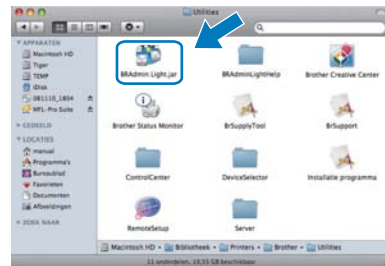 Utilities
▼ APPARATEN
Macintosh HD
Tiger
TEMP
iDisk
081110_1804
MFL-Pro Suite
▶ GEDEELD
▼ LOCATIES
manual
Programma's
Bureaublad
Favorieten
Documenten
Afbeeldingen
▶ ZOEK NAAR
BRAdmin Light.jar
BRAdminLightHelp
Brother Creative Center
Brother Status Monitor
BrSupplyTool
BrSupport
ControlCenter
DeviceSelector
Installatie programma
RemoteSetup
Server
Macintosh HD ▸ Bibliotheek ▸ Printers ▸ Brother ▸ Utilities
11 onderdelen, 19,55 GB beschikbaar